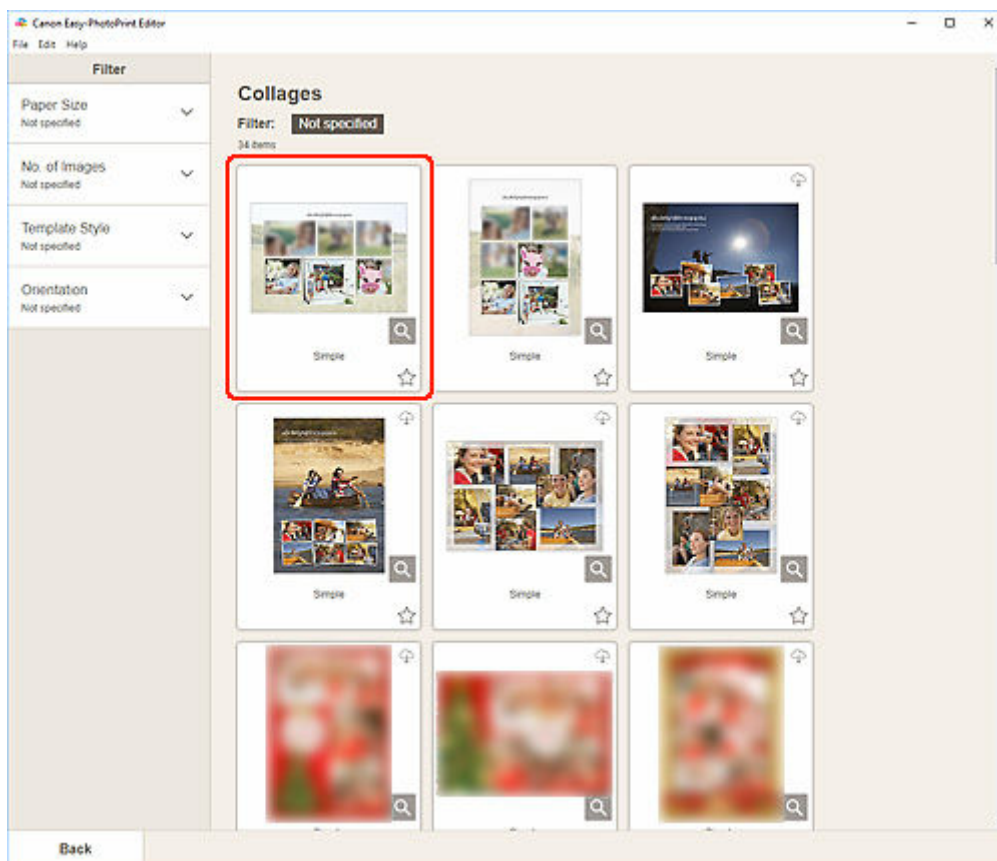 Canon Easy-PhotoPrint Editor
File Edit Help
Filter
Paper Size
Not specified
No. of Images
Not specified
Template Style
Not specified
Orientation
Not specified
Collages
Filter: Not specified
34 items
Simple
Simple
Simple
Simple
Simple
Simple
Back